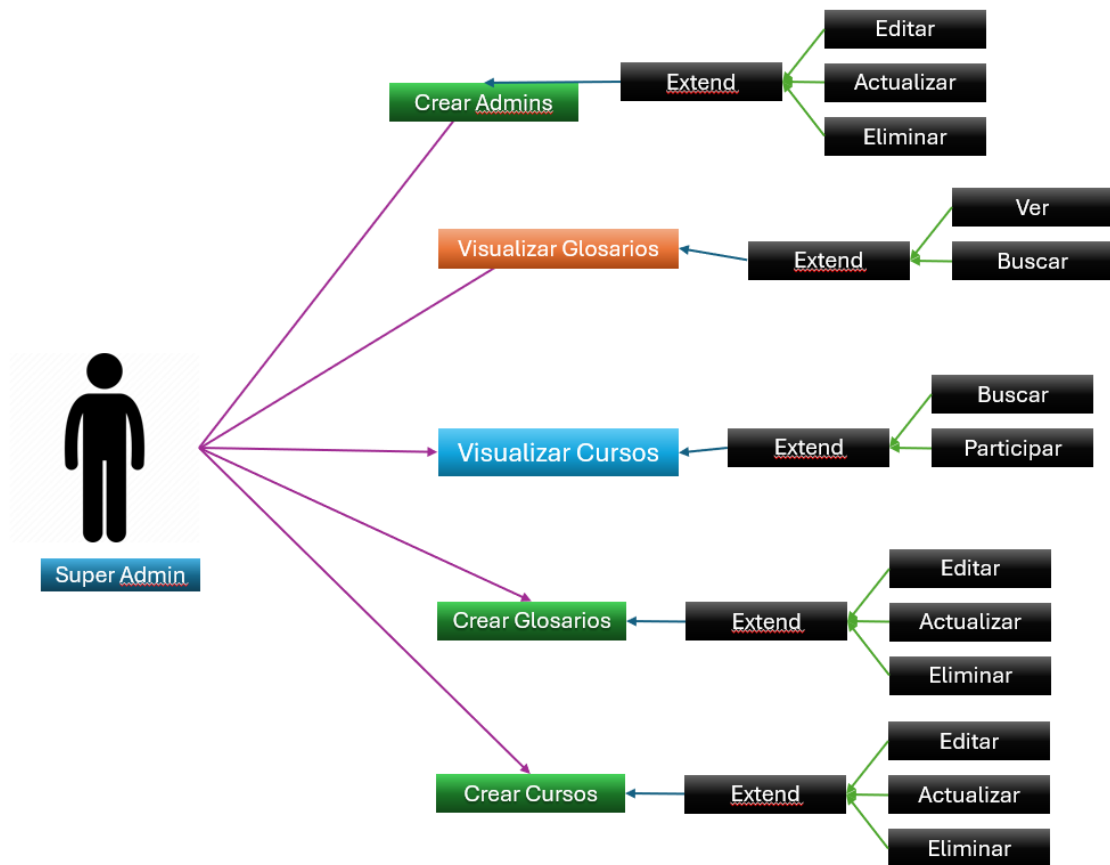 Editar
Extend
Actualizar
Crear Admins
Eliminar
Ver
Visualizar Glosarios
Extend
Buscar
Buscar
Visualizar Cursos
Extend
Participar
Super Admin
Editar
Crear Glosarios
Extend
Actualizar
Eliminar
Editar
Crear Cursos
Extend
Actualizar
Eliminar